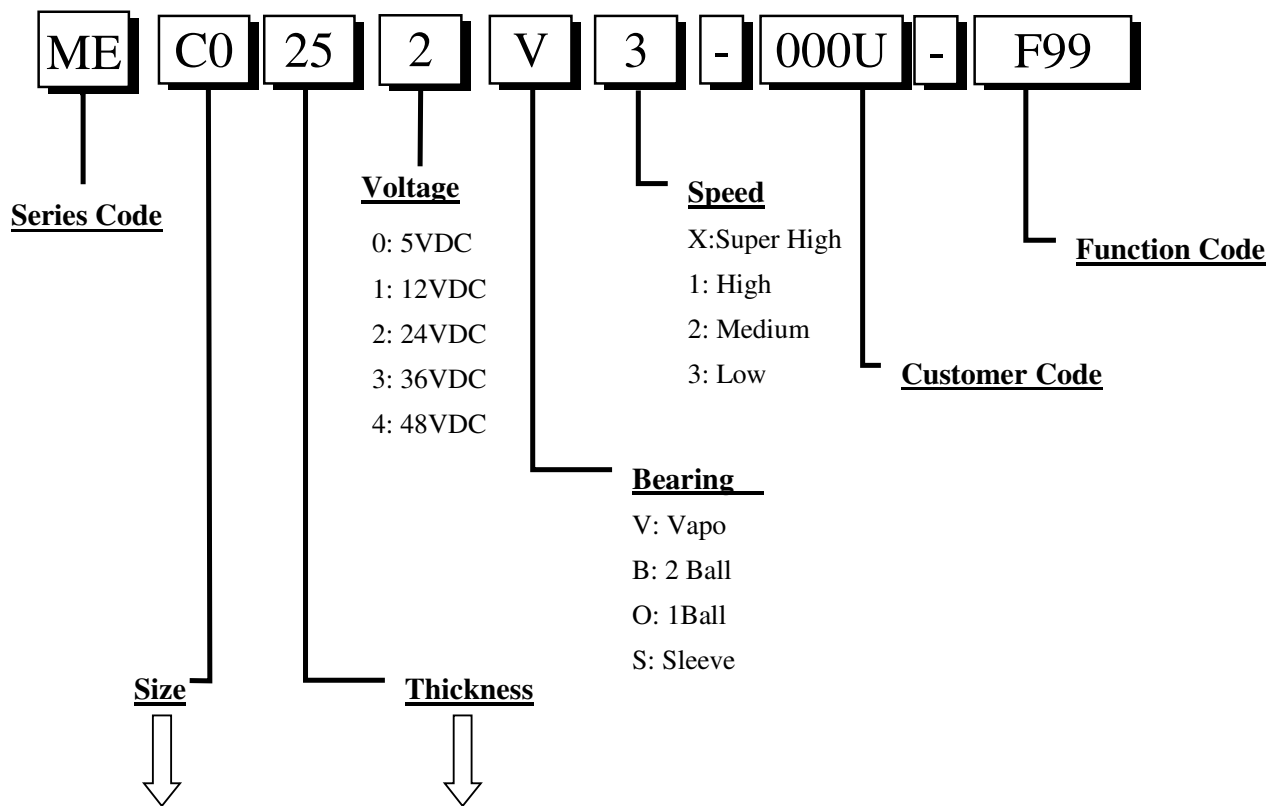 ME C0 25 2 V 3 - 000U - F99
Series Code
Voltage
0: 5VDC
1: 12VDC
2: 24VDC
3: 36VDC
4: 48VDC
Speed
X:Super High
1: High
2: Medium
3: Low
Function Code
Customer Code
Bearing
V: Vapo
B: 2 Ball
O: 1Ball
S: Sleeve
Size
Thickness